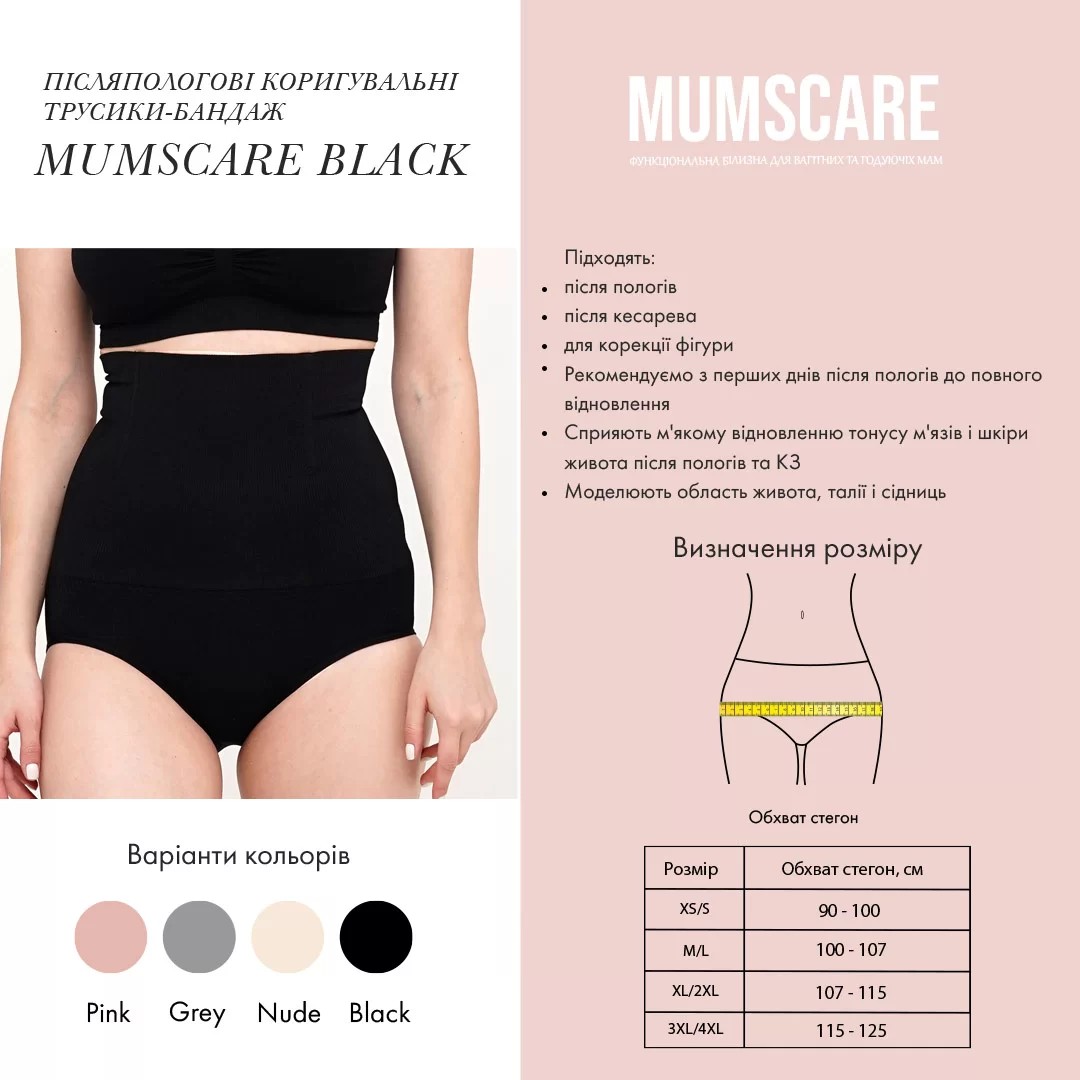 ПІСЛЯПОЛОГОВІ КОРИГУВАЛЬНІ
ТРУСИКИ-БАНДАЖ
MUMSCARE BLACK
Варіанти кольорів
Pink
Grey
Nude
Black
MUMSCARE
ФУНКЦІОНАЛЬНА БІЛИЗНА ДЛЯ ВАГІТНИХ ТА ГОДУЮЧІХ МАМ
Підходять:
• після пологів
• після кесарева
• для корекції фігури
• Рекомендуємо з перших днів після пологів до повного
відновлення
• Сприяють м'якому відновленню тонусу м'язів і шкіри
живота після пологів та КЗ
• Моделюють область живота, талії і сідниць
Визначення розміру
Обхват стегон
Розмір Обхват стегон, см
XS/S 90 - 100
M/L 100 - 107
XL/2XL 107 - 115
3XL/4XL 115 - 125